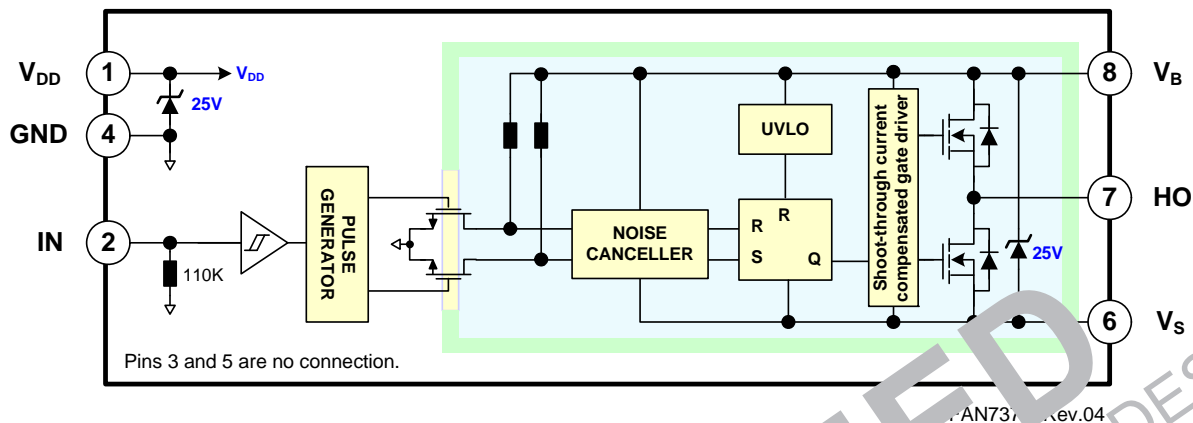 VDD
1
VDD
25V
GND
4
IN
2
110K
PULSE
GENERATOR
NOISE
CANCELLER
UVLO
R
R
S
Q
Shoot-through current
compensated gate driver
25V
8
VB
7
HO
6
VS
Pins 3 and 5 are no connection.
Rev.04